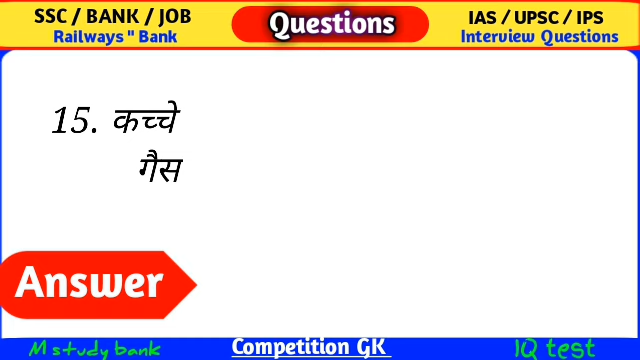 SSC / BANK / JOB
Railways " Bank
Questions
IAS / UPSC / IPS
Interview Questions
15. कच्चे
गैस
Answer
M study bank
Competition GK
IQ test